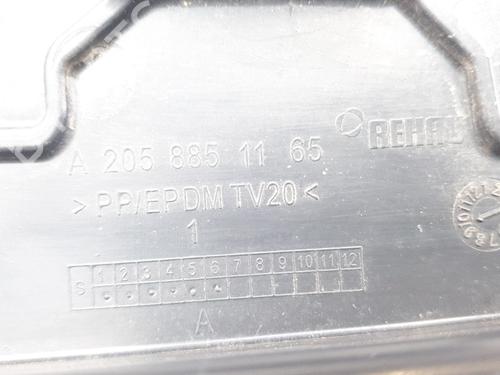 A 205 885 11 65 REHAU
>PP/EPDM TV20<
1
S 1 2 3 4 5 6 7 8 9 10 11 12
A